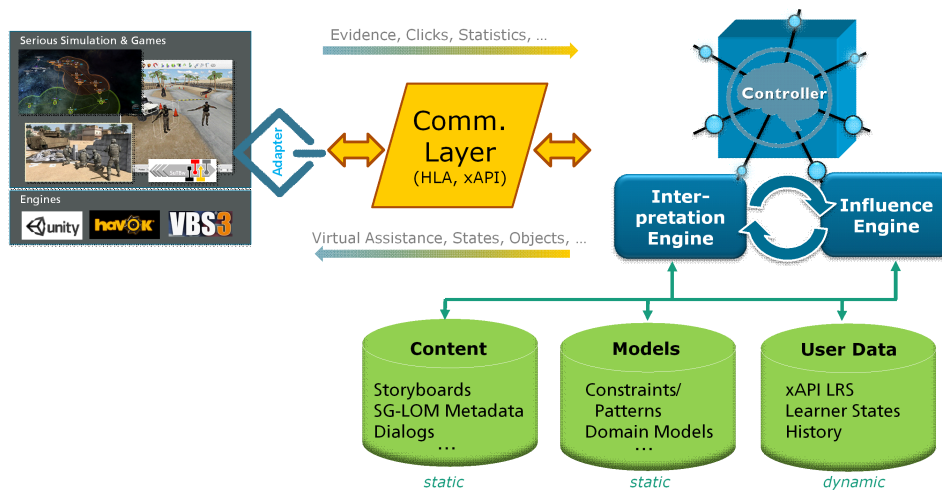 Serious Simulation & Games
Engines
unity
havok
VBS3
Adapter
Evidence, Clicks, Statistics, ...
Comm.
Layer
(HLA, xAPI)
Virtual Assistance, States, Objects, ...
Controller
Inter-
pretation
Engine
Influence
Engine
Content
Storyboards
SG-LOM Metadata
Dialogs
...
static
Models
Constraints/
Patterns
Domain Models
...
static
User Data
xAPI LRS
Learner States
History
dynamic